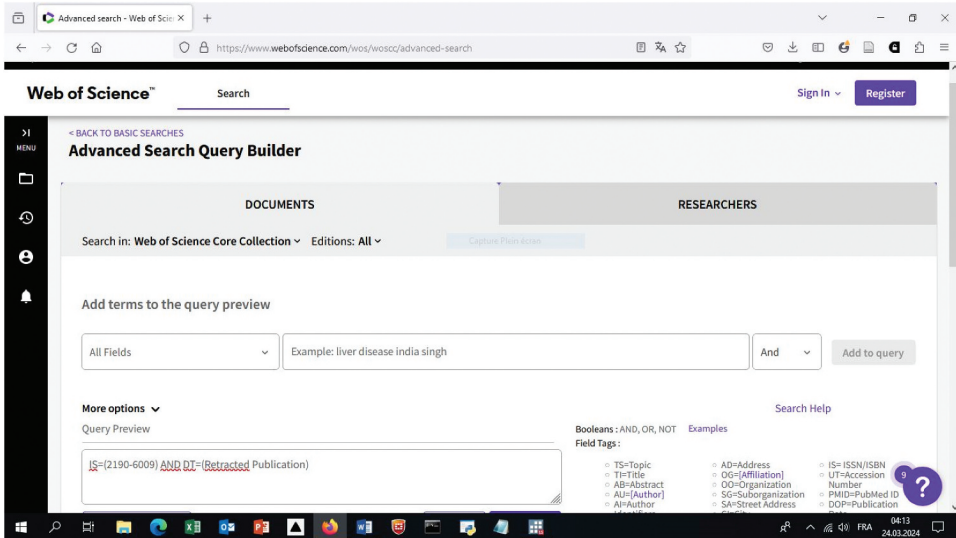 Advanced search - Web of Scie
https://www.webofscience.com/wos/woscc/advanced-search
Web of Science™
Search
Sign In
Register
MENU
< BACK TO BASIC SEARCHES
Advanced Search Query Builder
DOCUMENTS
RESEARCHERS
Search in: Web of Science Core Collection Editions: All
Capture Plein écran
Add terms to the query preview
All Fields
Example: liver disease india singh
And
Add to query
More options
Search Help
Query Preview
Booleans : AND, OR, NOT Examples
Field Tags :
IS=(2190-6009) AND DT=(Retracted Publication)
TS=Topic
TI=Title
AB=Abstract
AU=[Author]
AI=Author
AD=Address
OG=[Affiliation]
OO=Organization
SG=Suborganization
SA=Street Address
IS= ISSN/ISBN
UT=Accession
Number
PMID=PubMed ID
DOP=Publication
9
?
FRA
04:13
24.03.2024